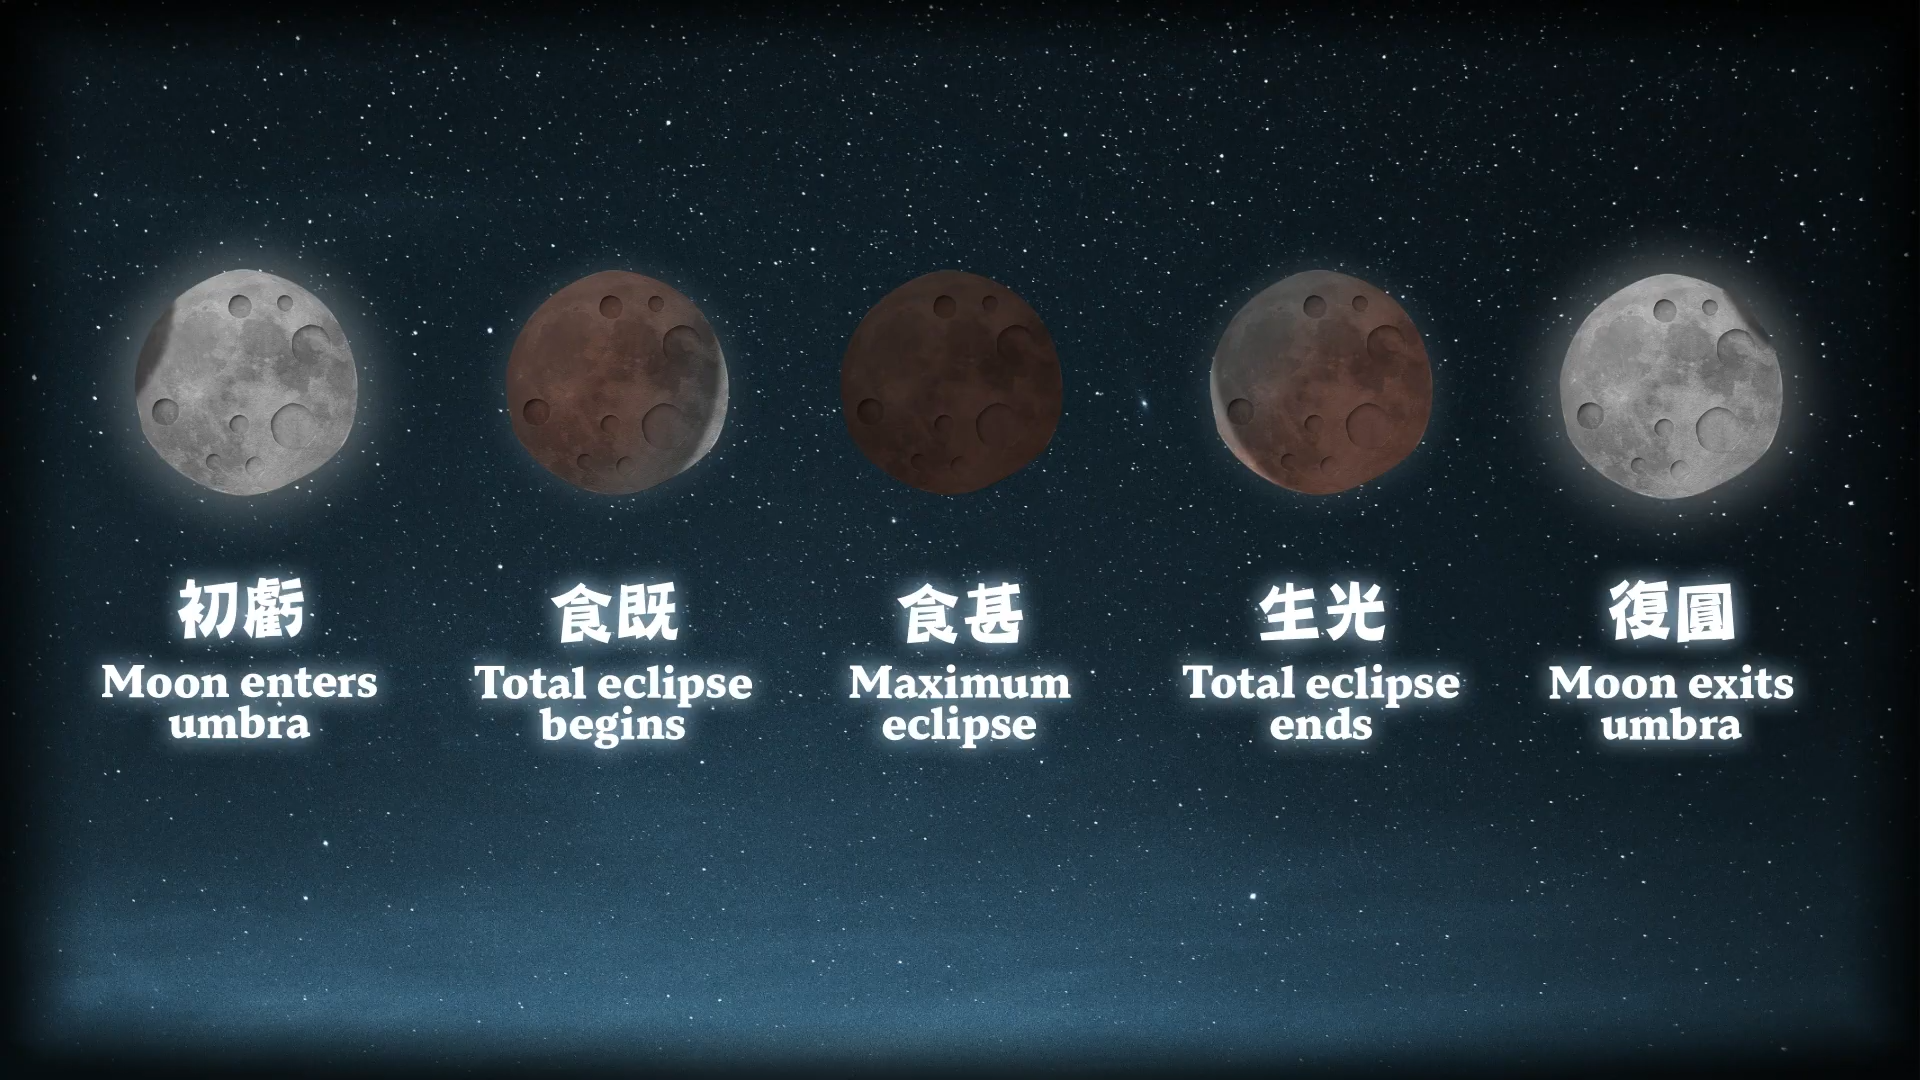 初虧
Moon enters
umbra
食既
Total eclipse
begins
食甚
Maximum
eclipse
生光
Total eclipse
ends
復圓
Moon exits
umbra